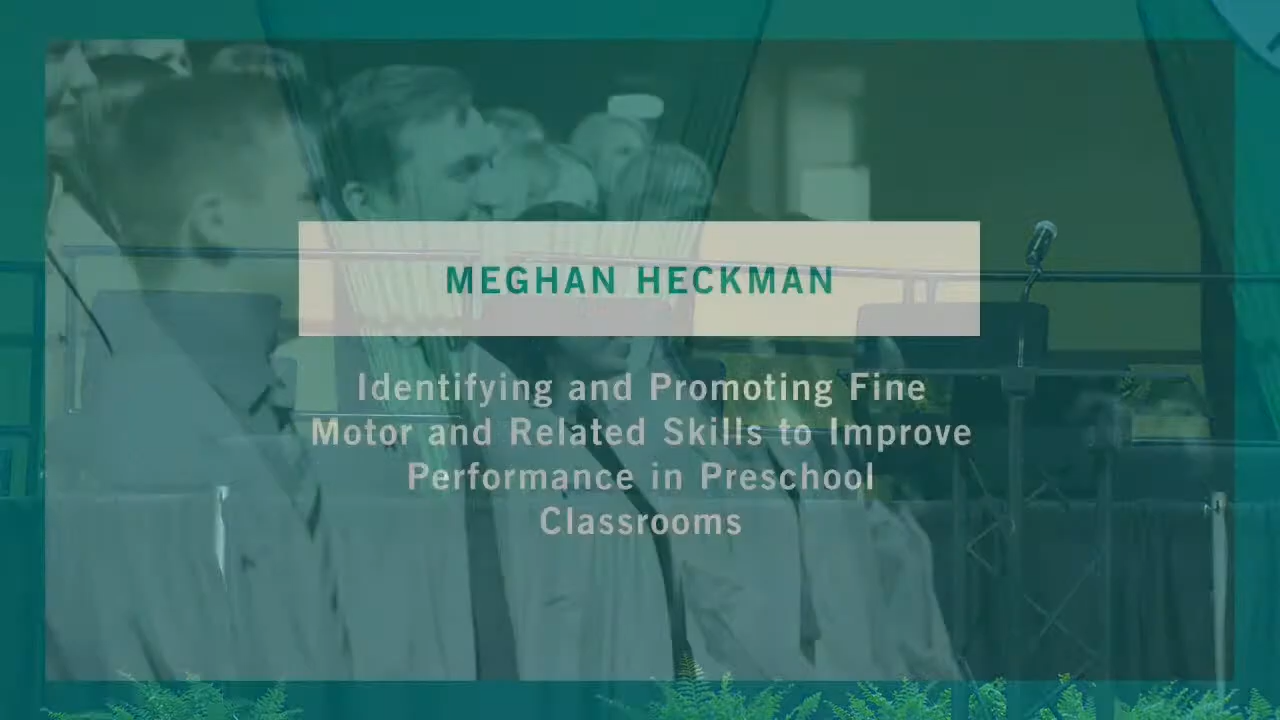 MEGHAN HECKMAN
Identifying and Promoting Fine
Motor and Related Skills to Improve
Performance in Preschool
Classrooms